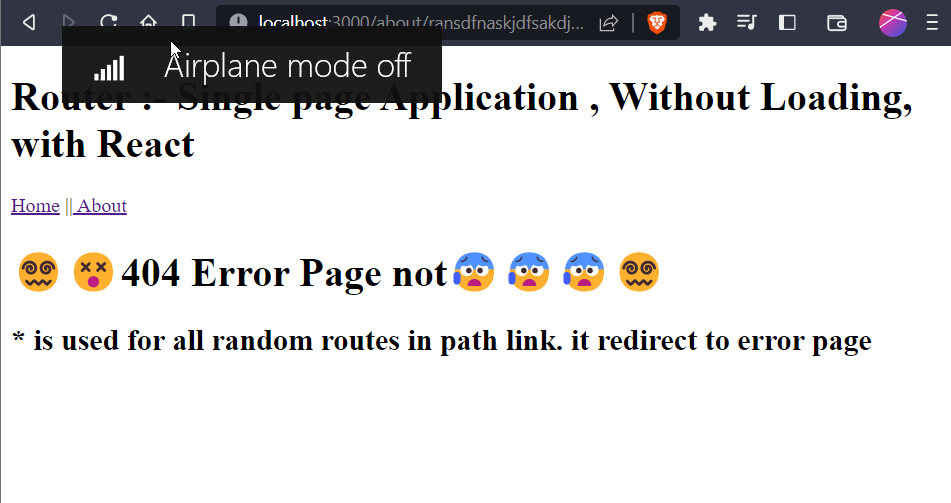 localhost:3000/about/ransdfnaskjdfsakdj...
Airplane mode off
Router :- Single page Application , Without Loading,
with React
Home || About
😵‍💫 😵 404 Error Page not 😰 😰 😰 😵‍💫
* is used for all random routes in path link. it redirect to error page